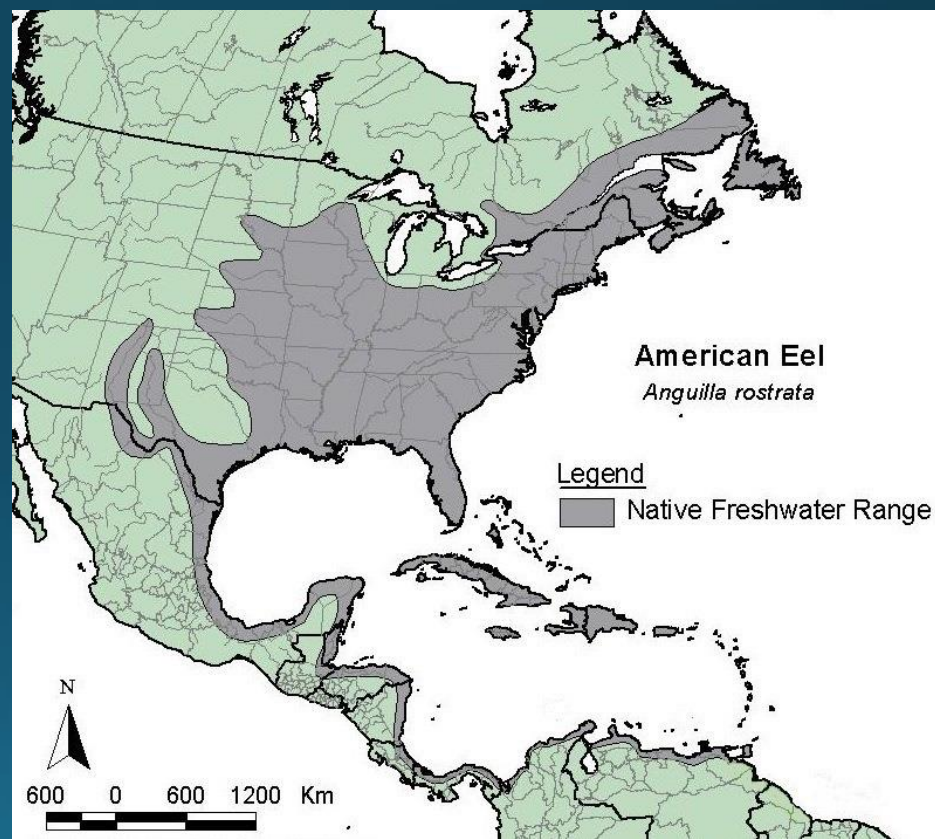 American Eel
Anguilla rostrata
Legend
Native Freshwater Range
N
600 0 600 1200 Km